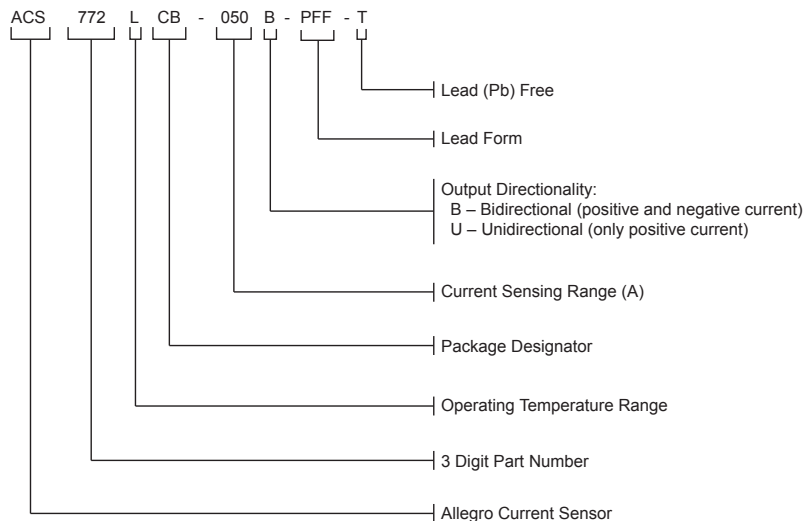 ACS 772 L CB - 050 B - PFF - T
Lead (Pb) Free
Lead Form
Output Directionality:
B – Bidirectional (positive and negative current)
U – Unidirectional (only positive current)
Current Sensing Range (A)
Package Designator
Operating Temperature Range
3 Digit Part Number
Allegro Current Sensor